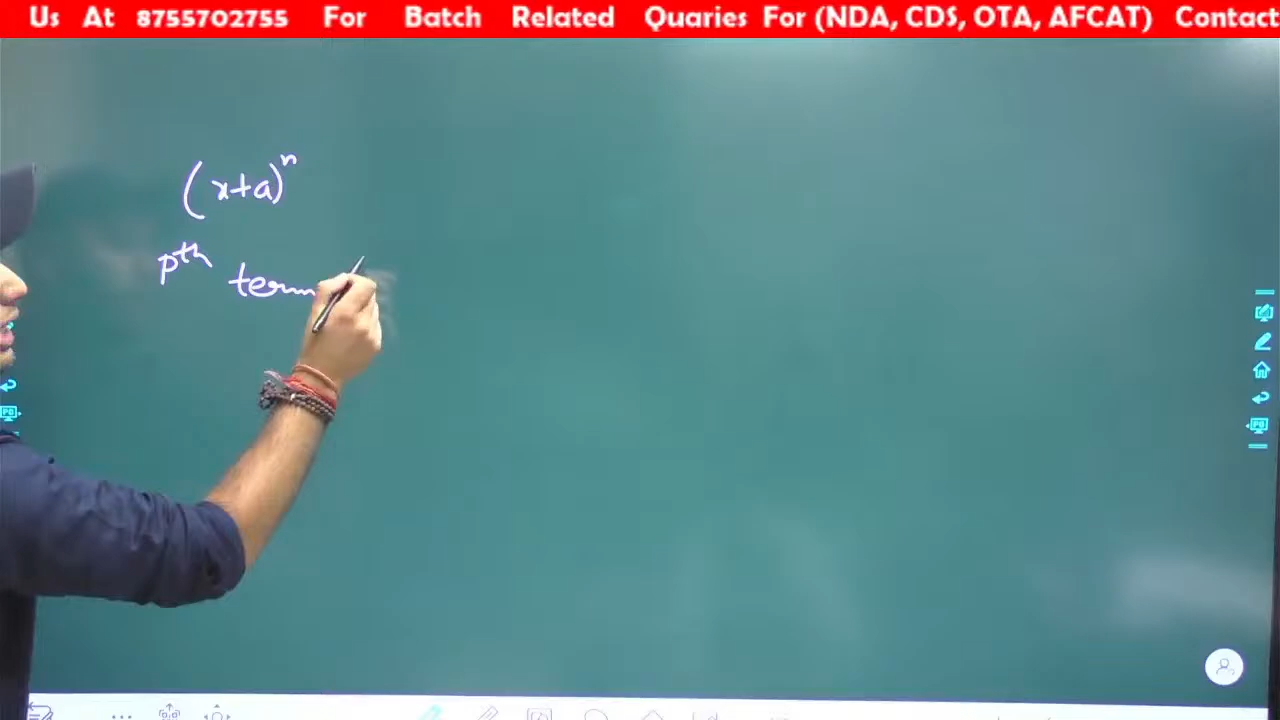 Us At 8755702755 For Batch Related Quaries For (NDA, CDS, OTA, AFCAT) Contact
(x+a)^n
pth term